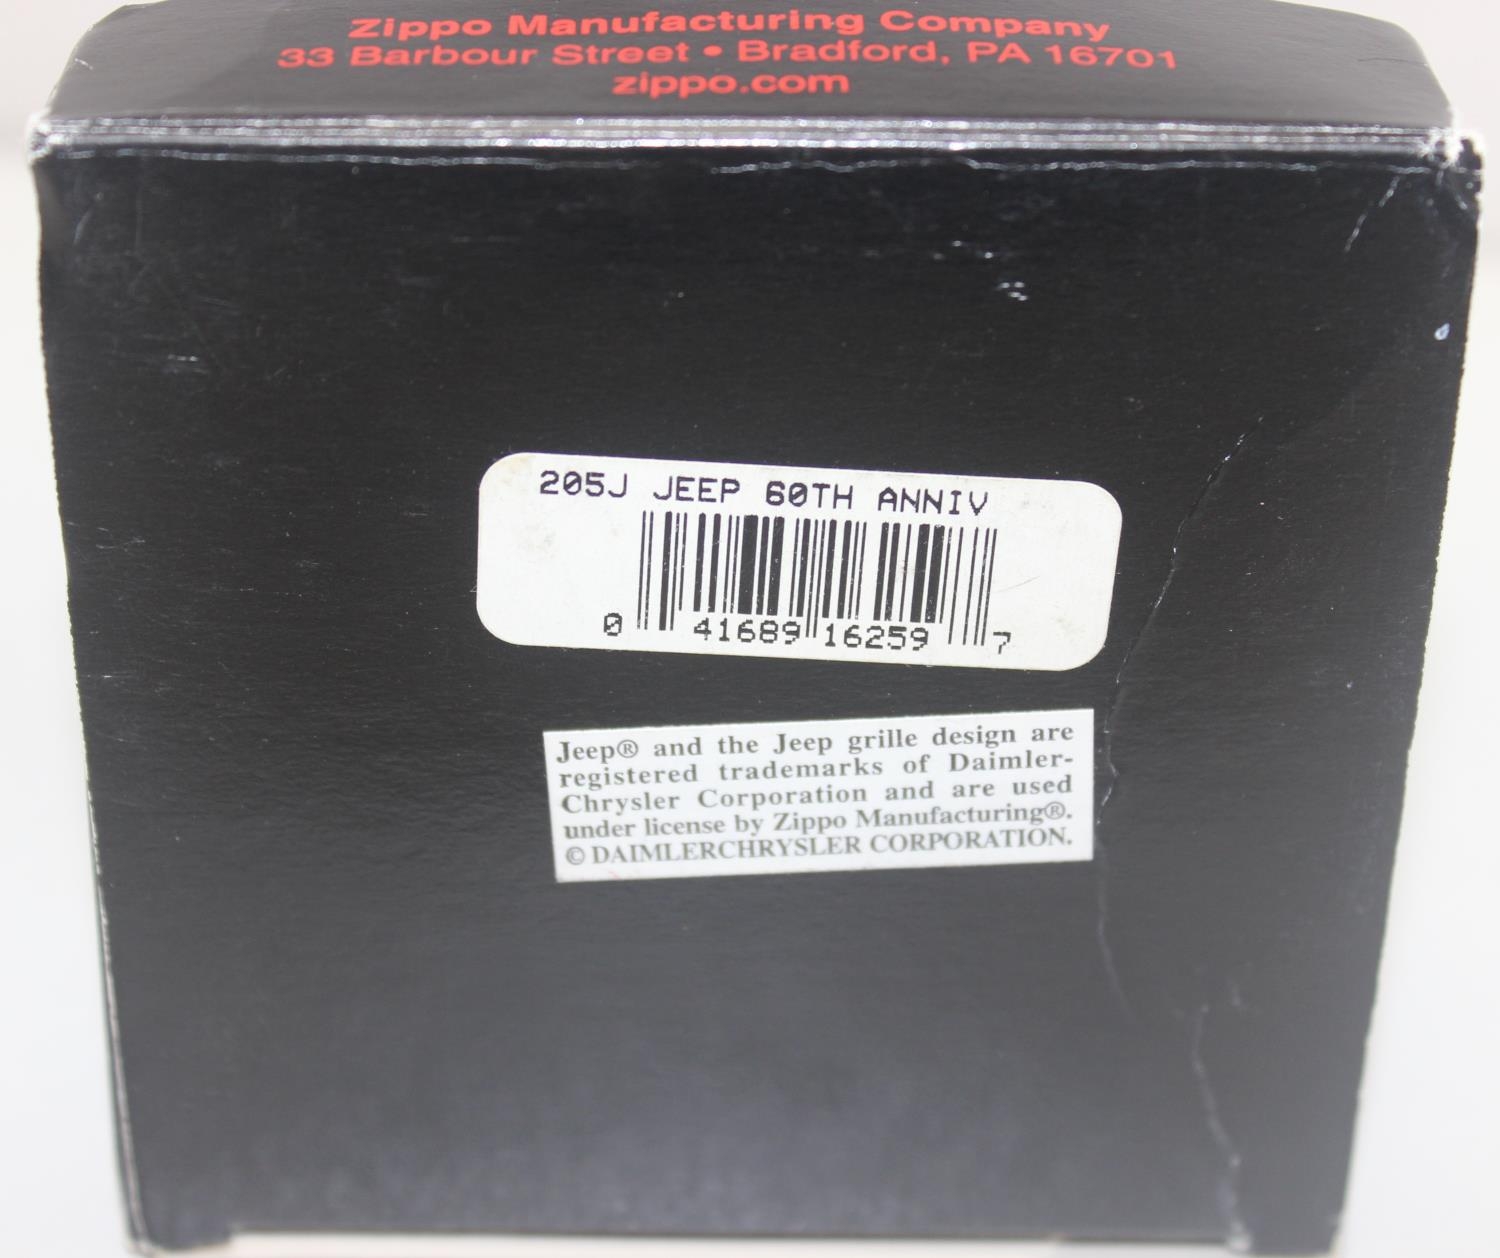 Zippo Manufacturing Company
33 Barbour Street • Bradford, PA 16701
zippo.com
205J JEEP 60TH ANNIV
0 41689 16259 7
Jeep® and the Jeep grille design are
registered trademarks of Daimler-
Chrysler Corporation and are used
under license by Zippo Manufacturing®.
© DAIMLERCHRYSLER CORPORATION.